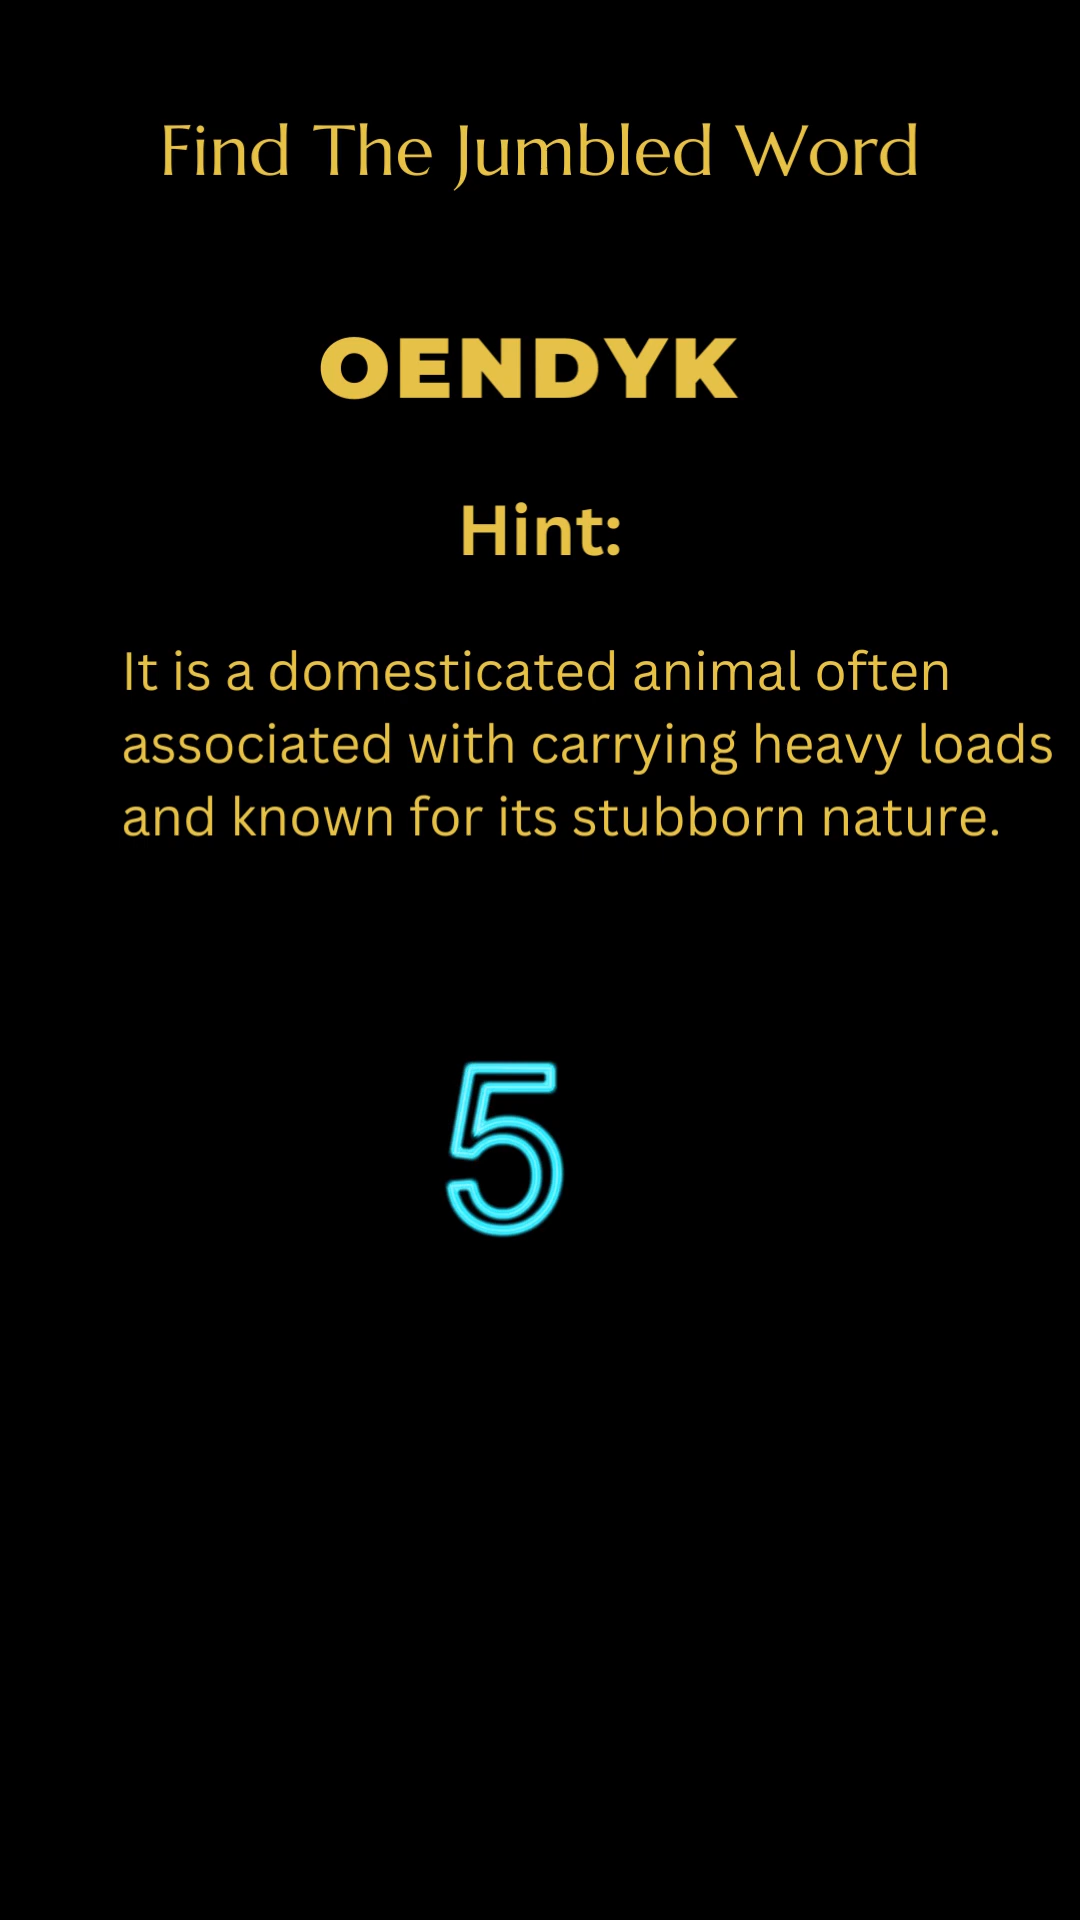 Find The Jumbled Word
OENDYK
Hint:
It is a domesticated animal often
associated with carrying heavy loads
and known for its stubborn nature.
5